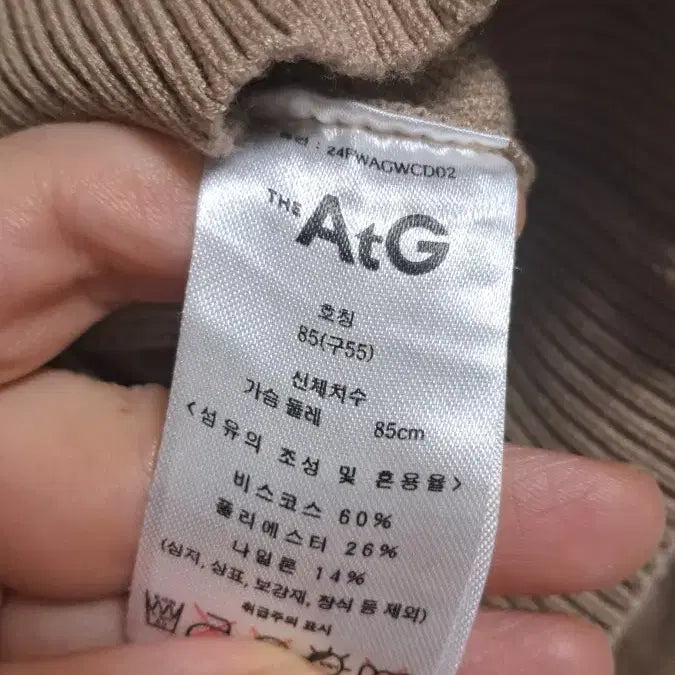 : 24FWAGWCD02
THE AtG
호칭
85(구55)
신체치수
가슴 둘레 85cm
<섬유의 조성 및 혼용율>
비스코스 60%
폴리에스터 26%
나일론 14%
(심지, 상표, 보강재, 장식 등 제외)
취급주의 표시